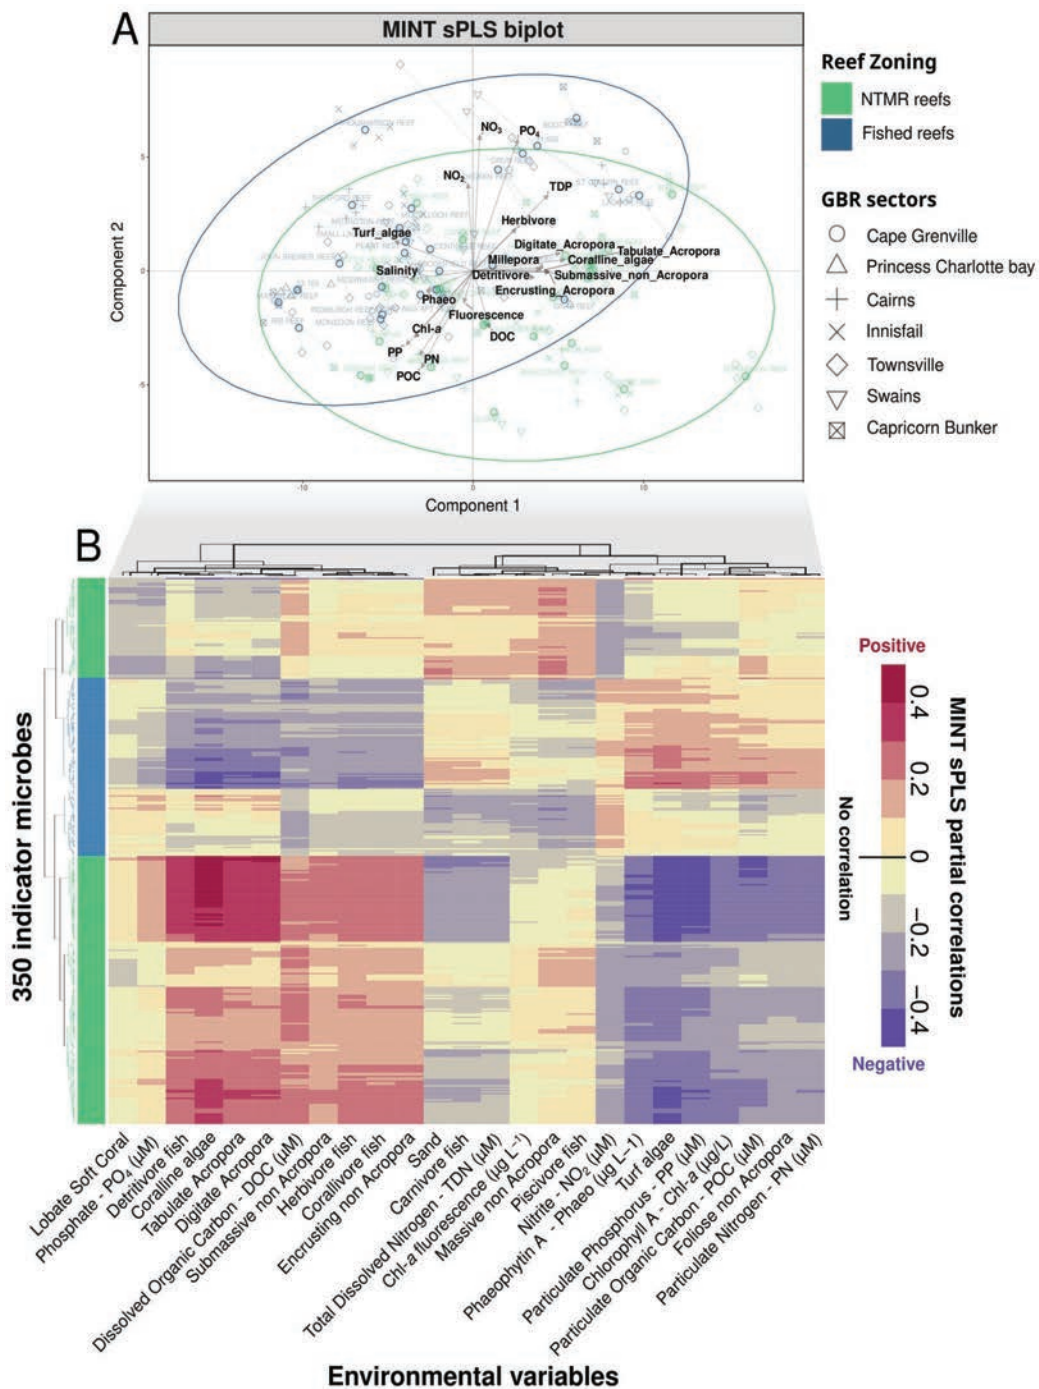 A
MINT sPLS biplot
Reef Zoning
NTMR reefs
Fished reefs
GBR sectors
Cape Grenville
Princess Charlotte bay
Cairns
Innisfail
Townsville
Swains
Capricorn Bunker
Component 2
5
0
-5
NO₃
PO₄
NO₂
TDP
Herbivore
Turf_algae
Digitate_Acropora
Tabulate_Acropora
Millepora
Coralline_algae
Salinity
Detritivore
Submassive_non_Acropora
Encrusting_Acropora
Phaeo
Fluorescence
Chl-a
DOC
PP
PN
POC
-10
0
10
Component 1
B
350 indicator microbes
Positive
0.4
0.2
0
−0.2
−0.4
Negative
No correlation
MINT sPLS partial correlations
Lobate Soft Coral
Phosphate - PO₄ (μM)
Detritivore fish
Coralline algae
Tabulate Acropora
Digitate Acropora
Dissolved Organic Carbon - DOC (μM)
Submassive non Acropora
Herbivore fish
Corallivore fish
Encrusting non Acropora
Sand
Carnivore fish
Total Dissolved Nitrogen - TDN (μM)
Chl-a fluorescence (μg L⁻¹)
Massive non Acropora
Piscivore fish
Nitrite - NO₂ (μM)
Phaeophytin A - Phaeo (μg L–1)
Turf algae
Particulate Phosphorus - PP (μM)
Chlorophyll A - Chl-a (μg/L)
Particulate Organic Carbon - POC (μM)
Foliose non Acropora
Particulate Nitrogen - PN (μM)
Environmental variables